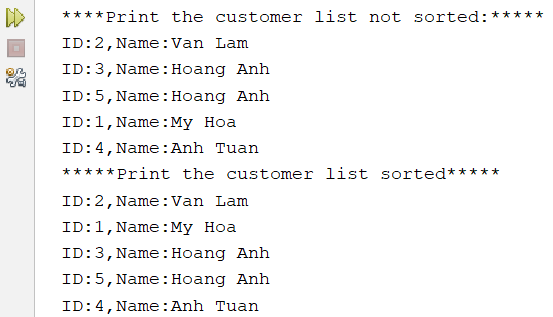 ****Print the customer list not sorted:*****
ID:2,Name:Van Lam
ID:3,Name:Hoang Anh
ID:5,Name:Hoang Anh
ID:1,Name:My Hoa
ID:4,Name:Anh Tuan
*****Print the customer list sorted*****
ID:2,Name:Van Lam
ID:1,Name:My Hoa
ID:3,Name:Hoang Anh
ID:5,Name:Hoang Anh
ID:4,Name:Anh Tuan